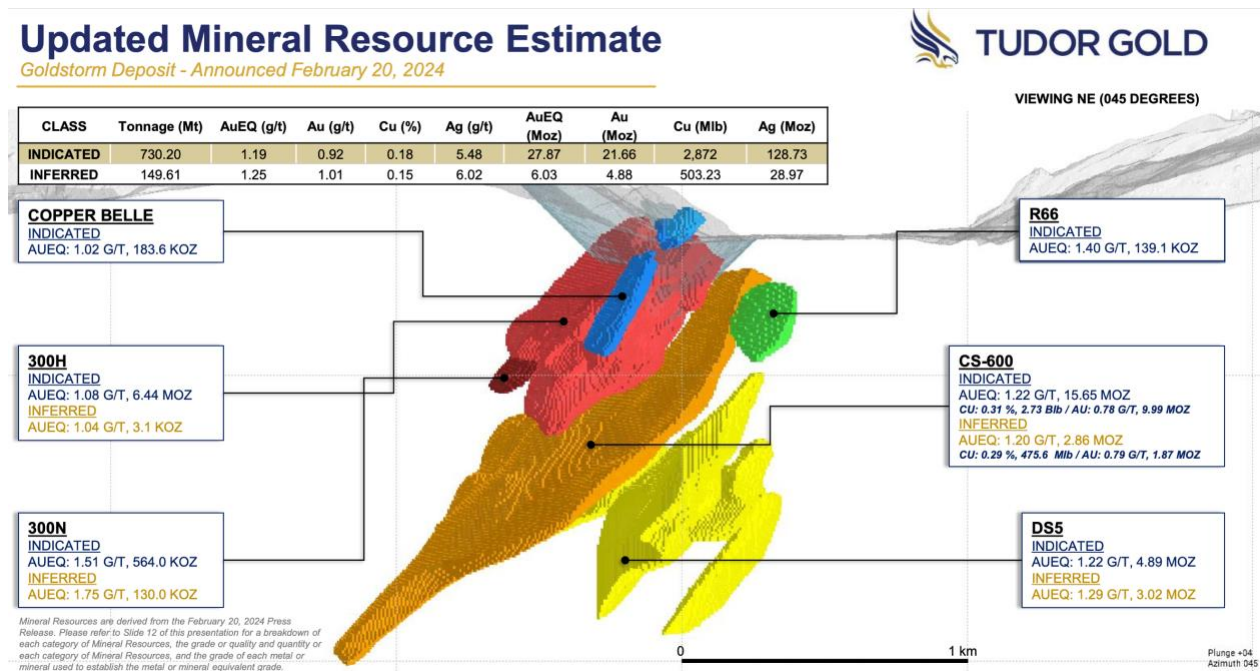 Updated Mineral Resource Estimate
Goldstorm Deposit - Announced February 20, 2024
TUDOR GOLD
VIEWING NE (045 DEGREES)
CLASS Tonnage (Mt) AuEQ (g/t) Au (g/t) Cu (%) Ag (g/t) AuEQ (Moz) Au (Moz) Cu (Mlb) Ag (Moz)
INDICATED 730.20 1.19 0.92 0.18 5.48 27.87 21.66 2,872 128.73
INFERRED 149.61 1.25 1.01 0.15 6.02 6.03 4.88 503.23 28.97
COPPER BELLE
INDICATED
AUEQ: 1.02 G/T, 183.6 KOZ
R66
INDICATED
AUEQ: 1.40 G/T, 139.1 KOZ
300H
INDICATED
AUEQ: 1.08 G/T, 6.44 MOZ
INFERRED
AUEQ: 1.04 G/T, 3.1 KOZ
CS-600
INDICATED
AUEQ: 1.22 G/T, 15.65 MOZ
CU: 0.31 %, 2.73 Blb / AU: 0.78 G/T, 9.99 MOZ
INFERRED
AUEQ: 1.20 G/T, 2.86 MOZ
CU: 0.29 %, 475.6 Mlb / AU: 0.79 G/T, 1.87 MOZ
300N
INDICATED
AUEQ: 1.51 G/T, 564.0 KOZ
INFERRED
AUEQ: 1.75 G/T, 130.0 KOZ
DS5
INDICATED
AUEQ: 1.22 G/T, 4.89 MOZ
INFERRED
AUEQ: 1.29 G/T, 3.02 MOZ
Mineral Resources are derived from the February 20, 2024 Press
Release. Please refer to Slide 12 of this presentation for a breakdown of
each category of Mineral Resources, the grade or quality and quantity or
each category of Mineral Resources, and the grade of each metal or
mineral used to establish the metal or mineral equivalent grade.
0 1 km
Plunge +04
Azimuth 045